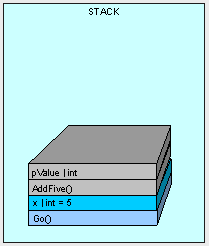 STACK
pValue | int
AddFive()
x | int = 5
Go()